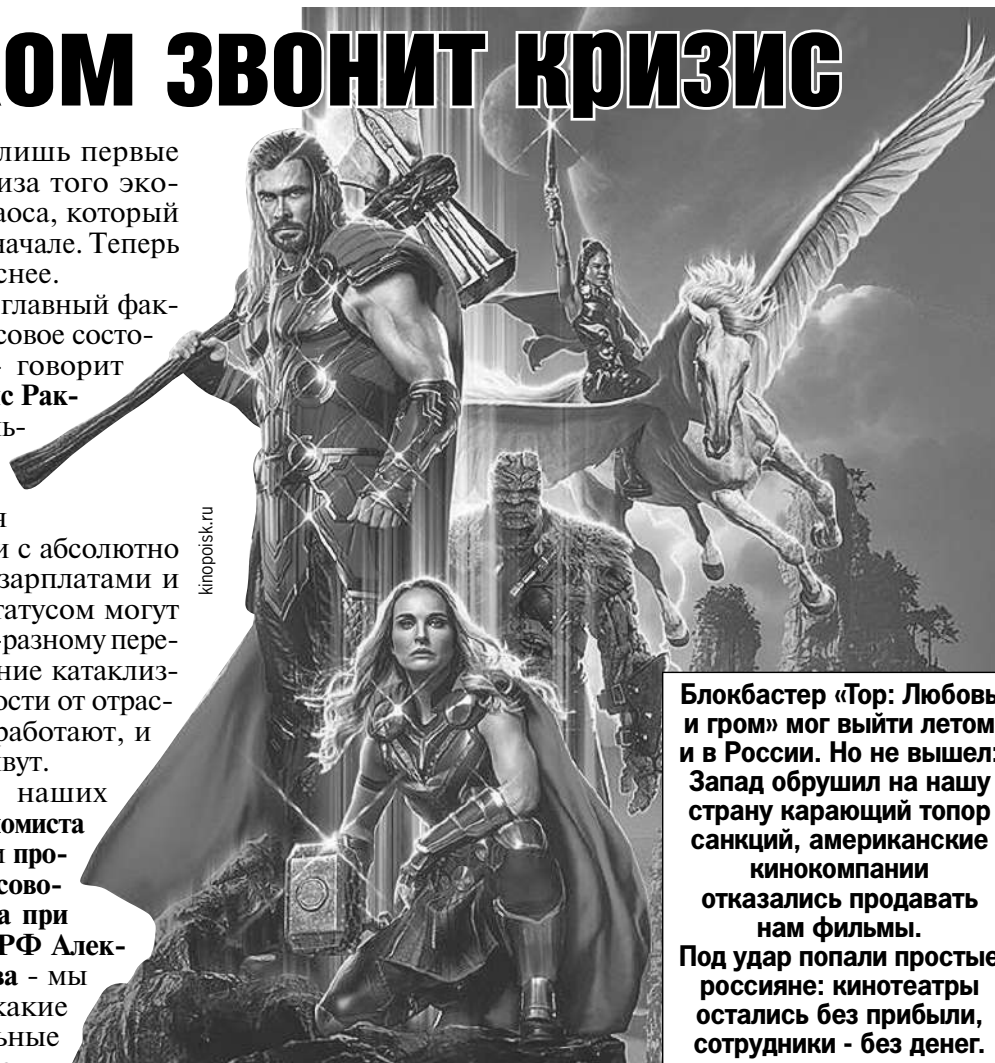 ком звонит кризис
лишь первые
иза того эко-
аоса, который
начале. Теперь
снее.
главный фак-
совое состо-
говорит
с Рак-
ль-
я
и с абсолютно
зарплатами и
татусом могут
-разному пере-
ние катаклиз-
ости от отрас-
работают, и
вут.
наших
номиста
и про-
сово-
а при
РФ Алек-
ва - мы
какие
ьные
kinopoisk.ru
Блокбастер «Тор: Любовь
и гром» мог выйти летом
и в России. Но не вышел:
Запад обрушил на нашу
страну карающий топор
санкций, американские
кинокомпании
отказались продавать
нам фильмы.
Под удар попали простые
россияне: кинотеатры
остались без прибыли,
сотрудники - без денег.